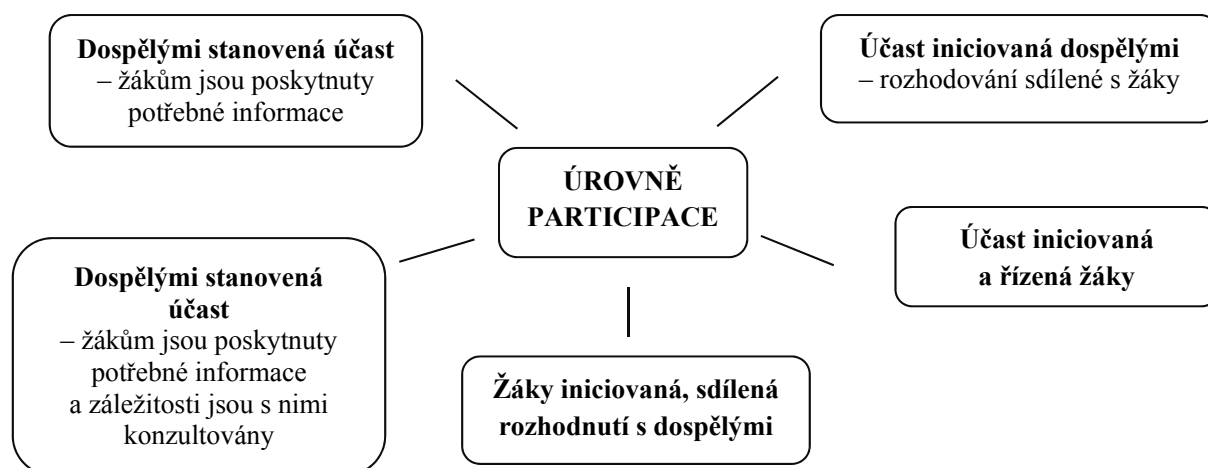 Dospělými stanovená účast
– žákům jsou poskytnuty
potřebné informace
Účast iniciovaná dospělými
– rozhodování sdílené s žáky
ÚROVNĚ
PARTICIPACE
Dospělými stanovená
účast
– žákům jsou poskytnuty
potřebné informace
a záležitosti jsou s nimi
konzultovány
Účast iniciovaná
a řízená žáky
Žáky iniciovaná, sdílená
rozhodnutí s dospělými